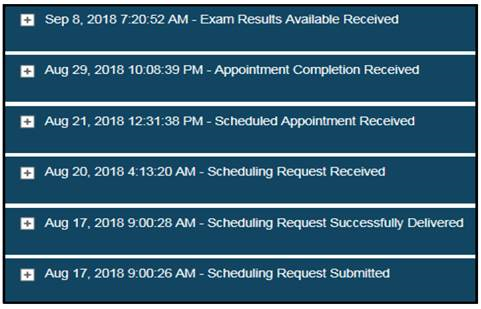 Sep 8, 2018 7:20:52 AM - Exam Results Available Received
Aug 29, 2018 10:08:39 PM - Appointment Completion Received
Aug 21, 2018 12:31:38 PM - Scheduled Appointment Received
Aug 20, 2018 4:13:20 AM - Scheduling Request Received
Aug 17, 2018 9:00:28 AM - Scheduling Request Successfully Delivered
Aug 17, 2018 9:00:26 AM - Scheduling Request Submitted